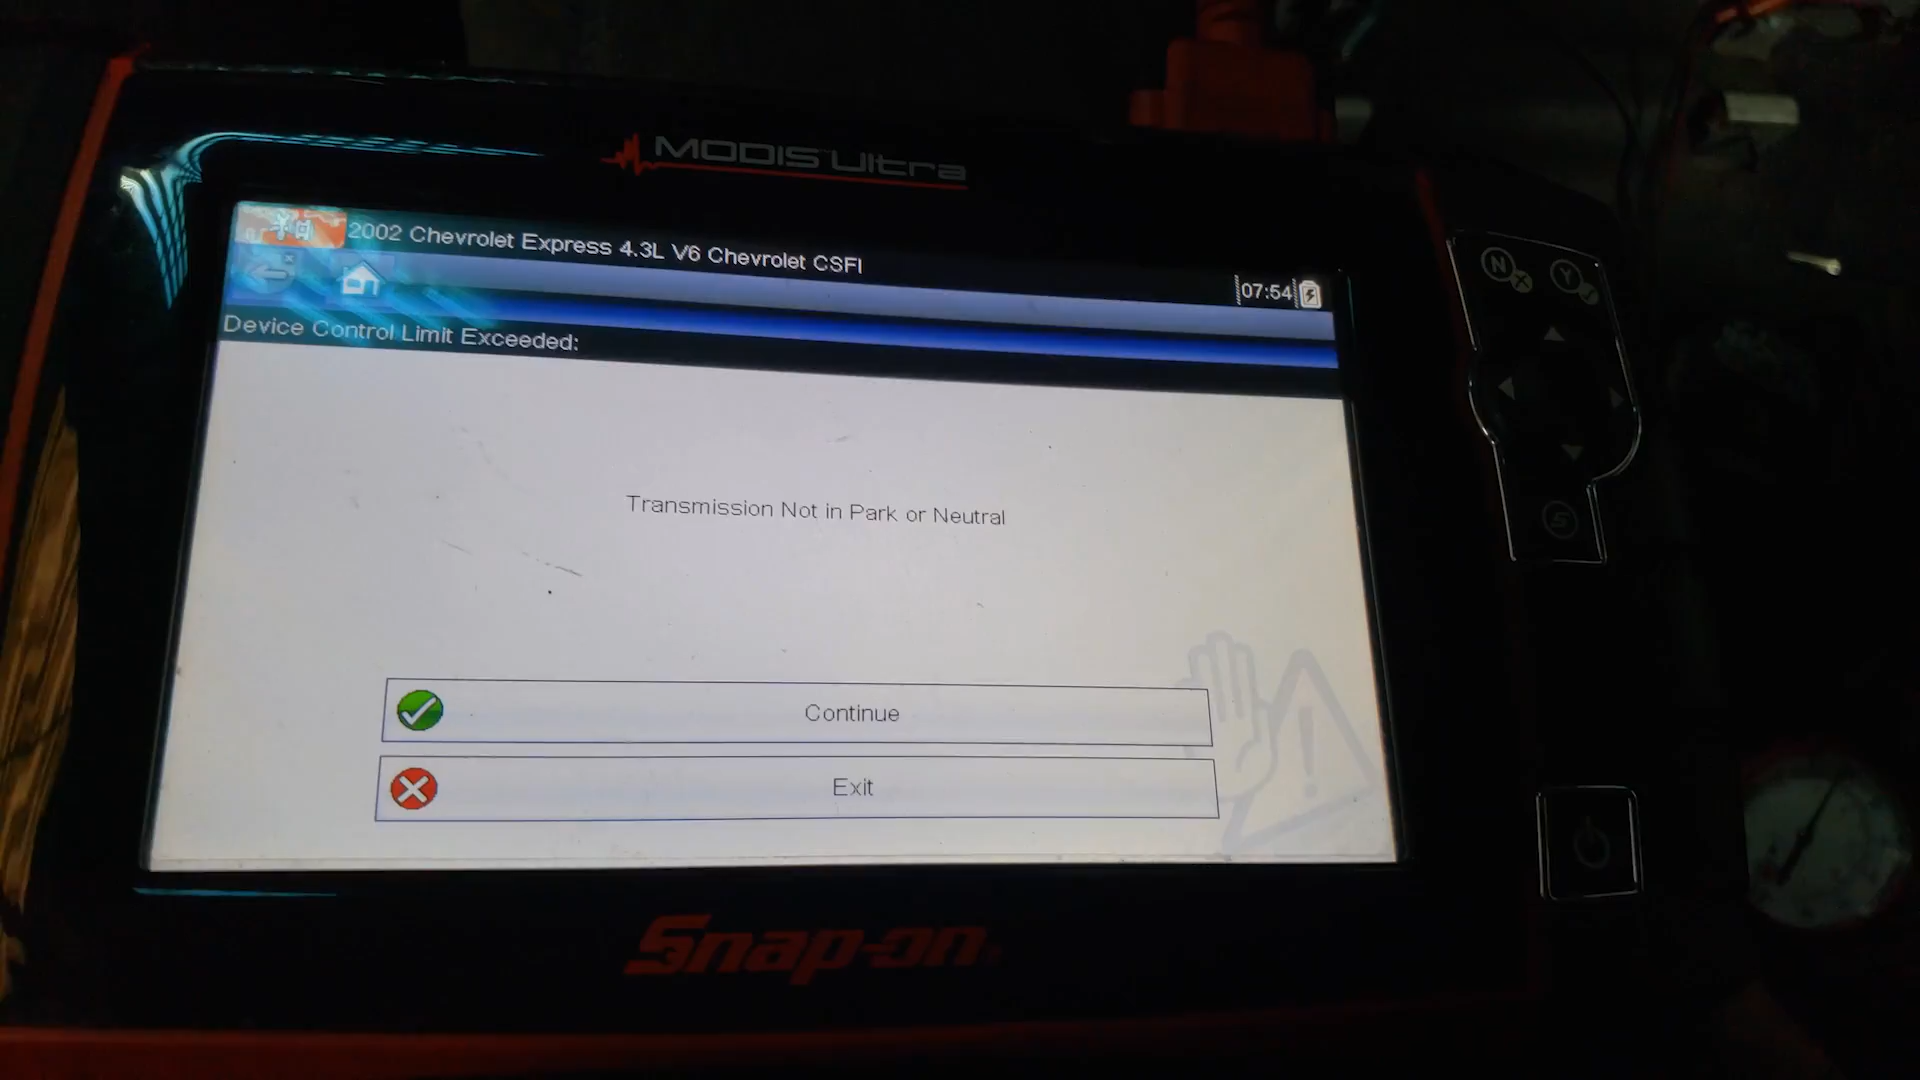 MODIS Ultra
2002 Chevrolet Express 4.3L V6 Chevrolet CSFI
07:54
Device Control Limit Exceeded:
Transmission Not in Park or Neutral
Continue
Exit
N X
Y
S
Snap-on